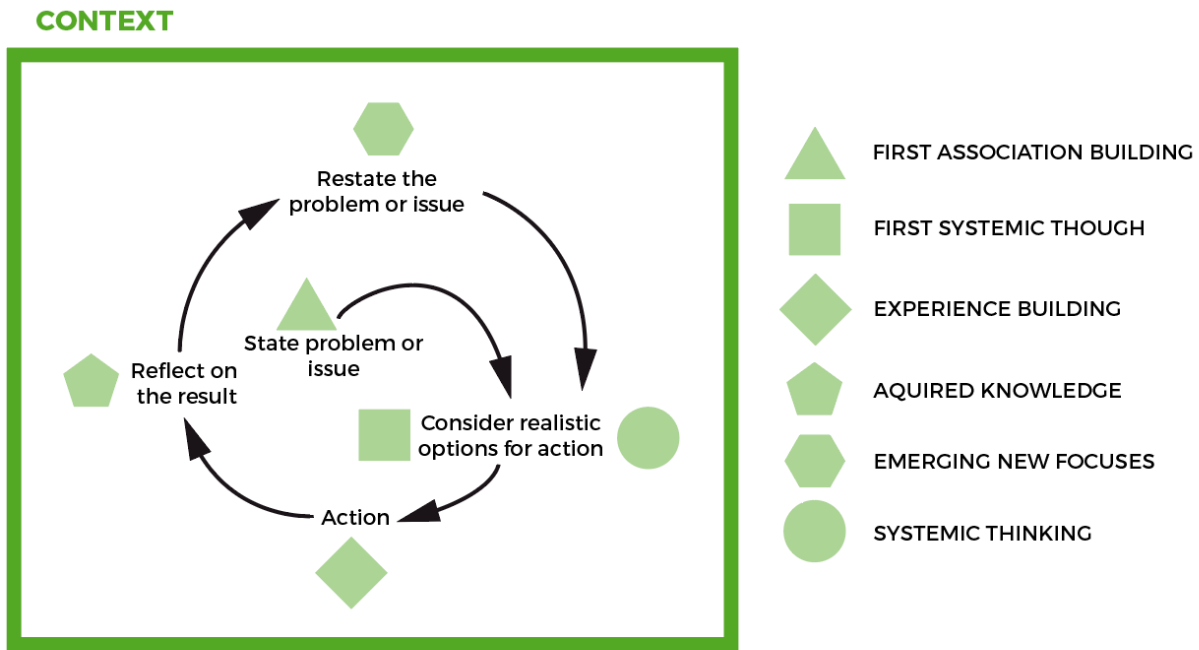 CONTEXT
Restate the
problem or issue
State problem or
issue
Reflect on
the result
Consider realistic
options for action
Action
FIRST ASSOCIATION BUILDING
FIRST SYSTEMIC THOUGH
EXPERIENCE BUILDING
AQUIRED KNOWLEDGE
EMERGING NEW FOCUSES
SYSTEMIC THINKING